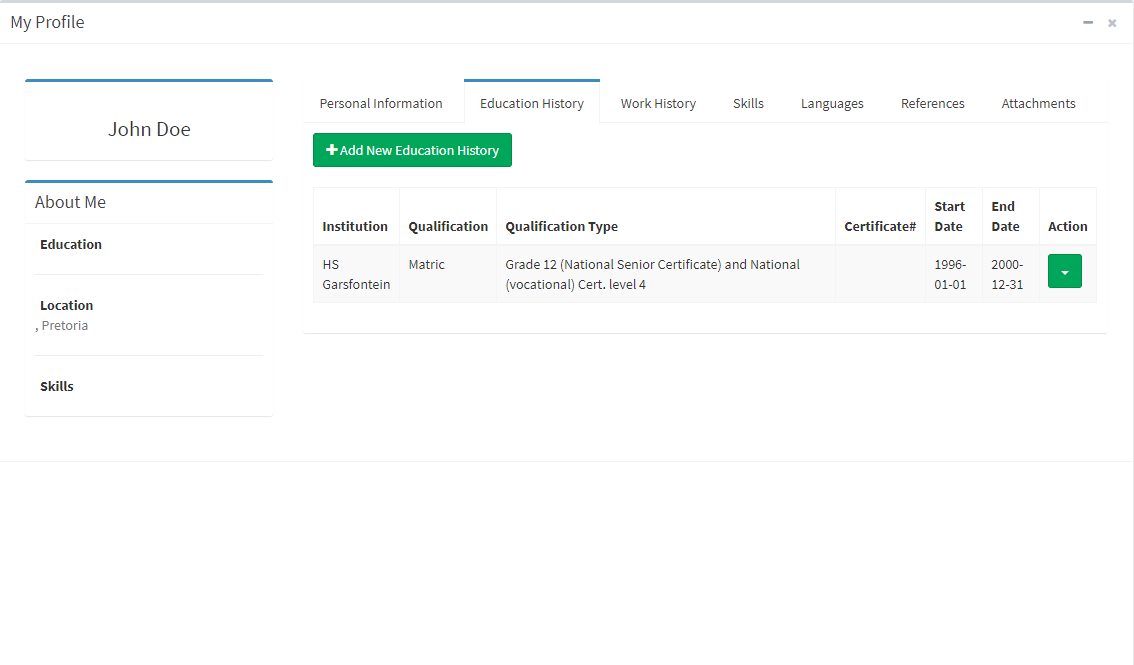 My Profile
John Doe
About Me
Education
Location
, Pretoria
Skills
Personal Information Education History Work History Skills Languages References Attachments
Add New Education History
Institution Qualification Qualification Type Certificate# Start Date End Date Action
HS Garsfontein Matric Grade 12 (National Senior Certificate) and National (vocational) Cert. level 4 1996-01-01 2000-12-31